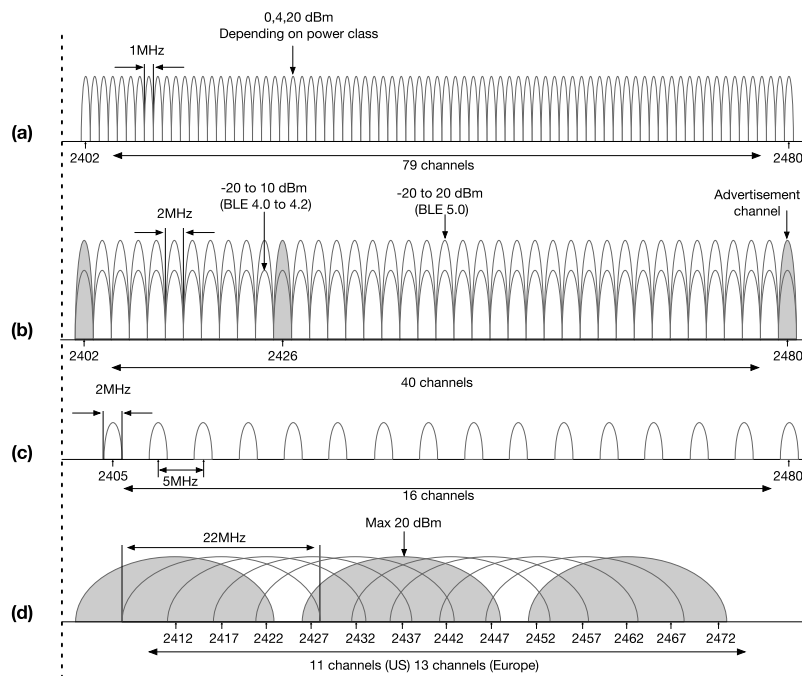 0,4,20 dBm
Depending on power class
1MHz
(a)
2402
2480
79 channels
-20 to 10 dBm
(BLE 4.0 to 4.2)
-20 to 20 dBm
(BLE 5.0)
Advertisement
channel
2MHz
(b)
2402
2426
2480
40 channels
2MHz
(c)
2405
5MHz
2480
16 channels
Max 20 dBm
22MHz
(d)
2412 2417 2422 2427 2432 2437 2442 2447 2452 2457 2462 2467 2472
11 channels (US) 13 channels (Europe)